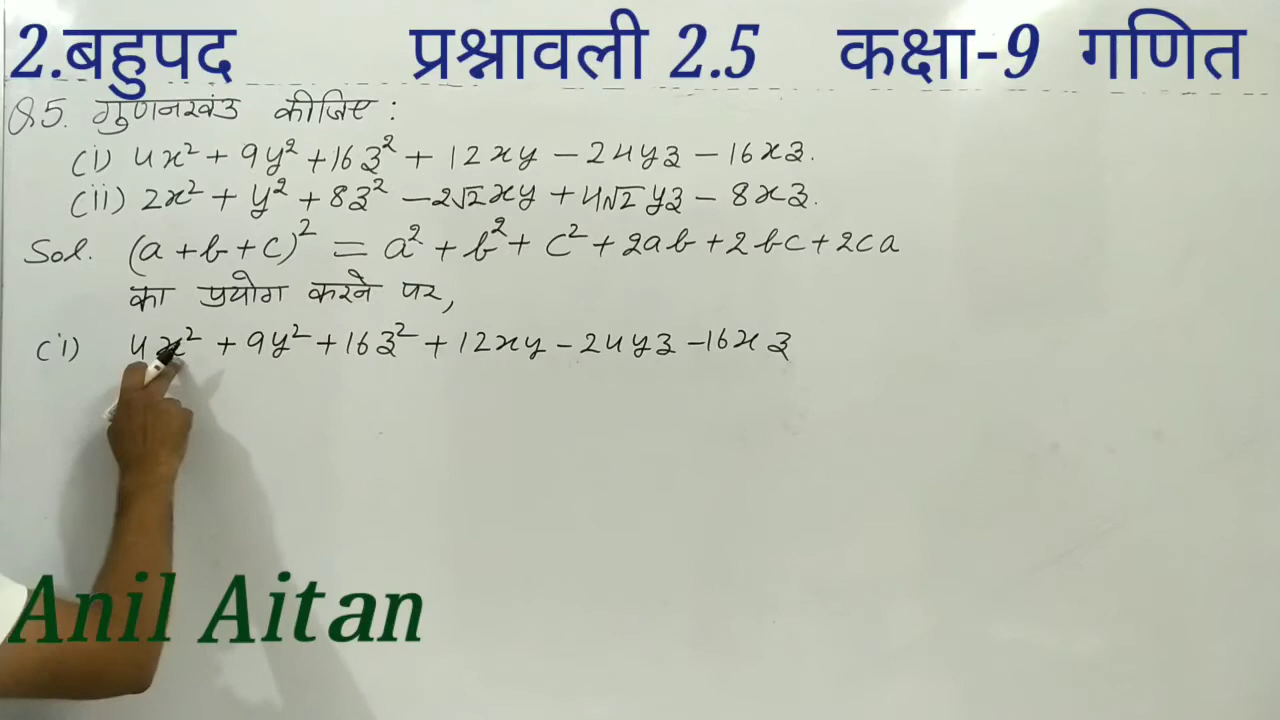 2.बहुपद प्रश्नावली 2.5 कक्षा-9 गणित
Q5. गुणनखंड कीजिए :
(i) 4x² + 9y² + 16z² + 12xy - 24yz - 16xz.
(ii) 2x² + y² + 8z² - 2√2xy + 4√2yz - 8xz.
Sol. (a + b + c)² = a² + b² + c² + 2ab + 2bc + 2ca
का प्रयोग करने पर,
(i) 4x² + 9y² + 16z² + 12xy - 24yz - 16xz
Anil Aitan